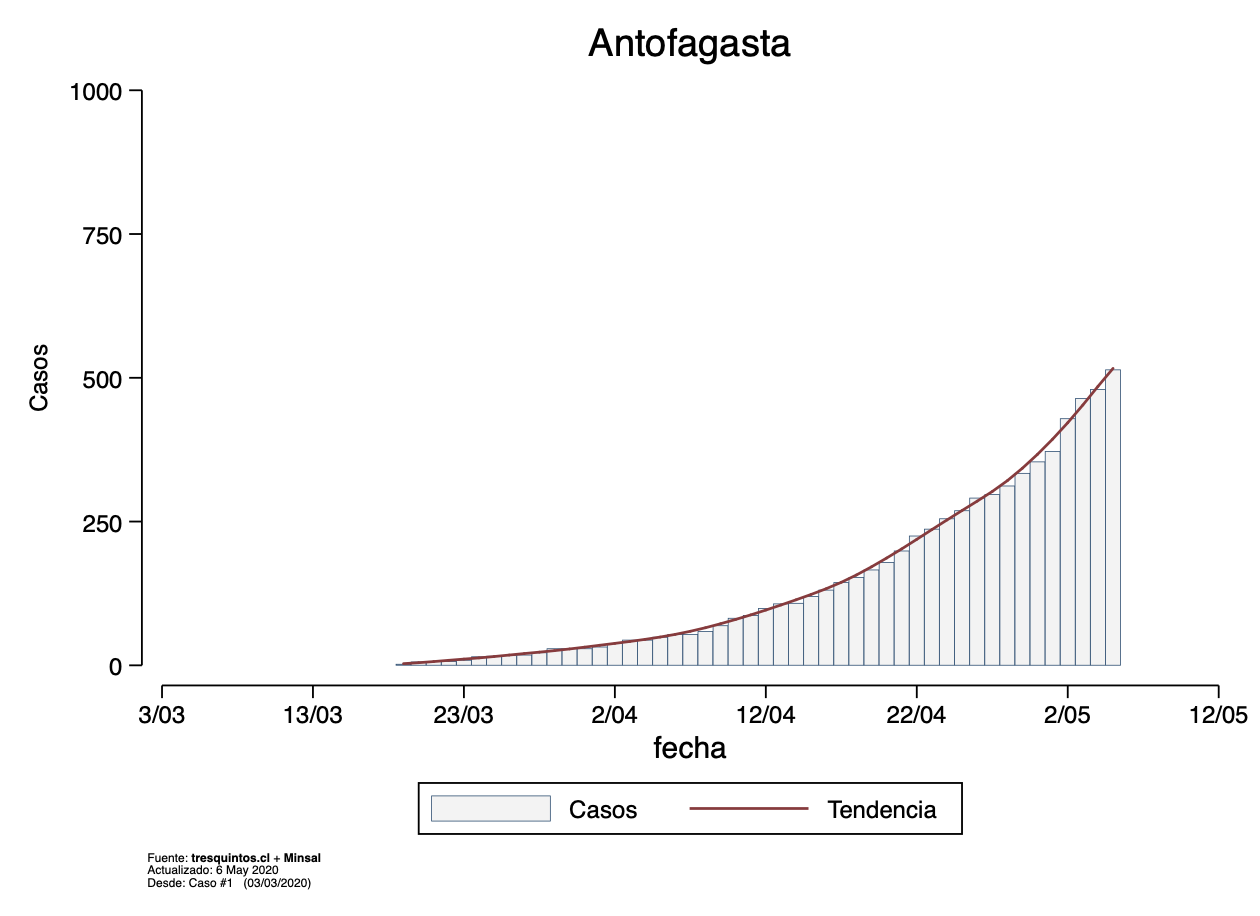 Antofagasta
1000
750
500
250
0
Casos
3/03 13/03 23/03 2/04 12/04 22/04 2/05 12/05
fecha
Casos Tendencia
Fuente: tresquintos.cl + Minsal
Actualizado: 6 May 2020
Desde: Caso #1 (03/03/2020)